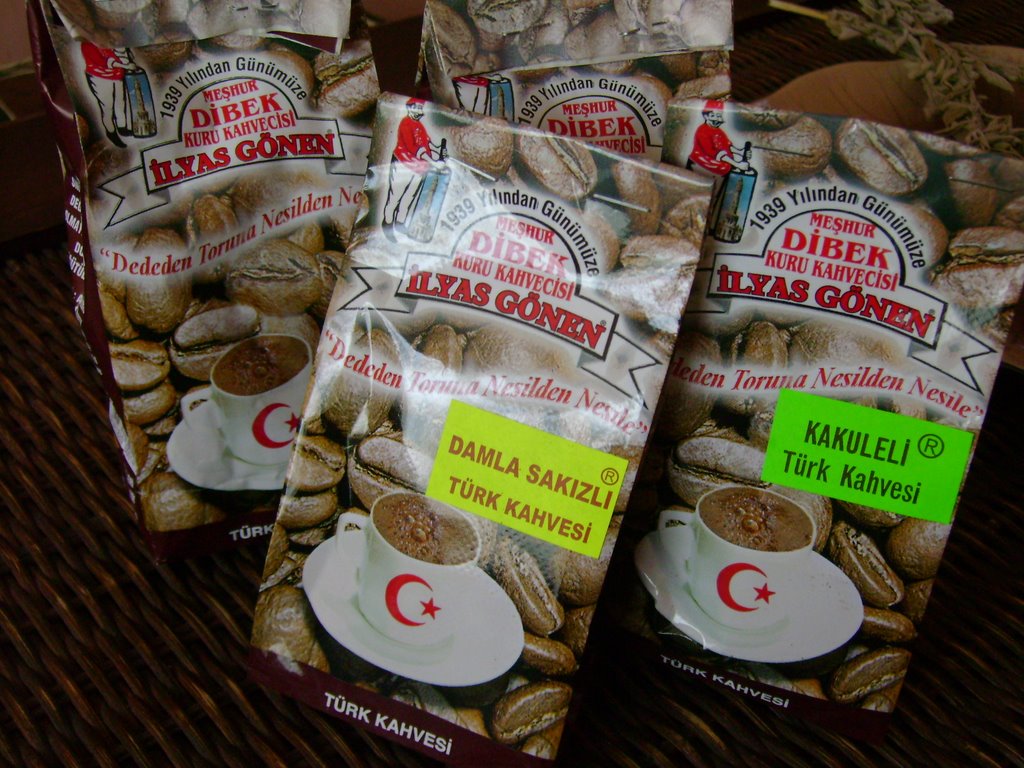 1939 Yılından Günümüze
MEŞHUR
DİBEK
KURU KAHVECİSİ
İLYAS GÖNEN
"Dededen Toruna Nesilden Ne
TÜRK
1939 Yılından Günümüze
MEŞHUR
DİBEK
1939 Yılından Günümüze
MEŞHUR
DİBEK
KURU KAHVECİSİ
İLYAS GÖNEN
"Dededen Toruna Nesilden Nesile"
DAMLA SAKIZLI ®
TÜRK KAHVESİ
TÜRK KAHVESİ
1939 Yılından Günümüze
MEŞHUR
DİBEK
KURU KAHVECİSİ
İLYAS GÖNEN
Dededen Toruna Nesilden Nesile"
KAKULELİ ®
Türk Kahvesi
TÜRK KAHVESİ